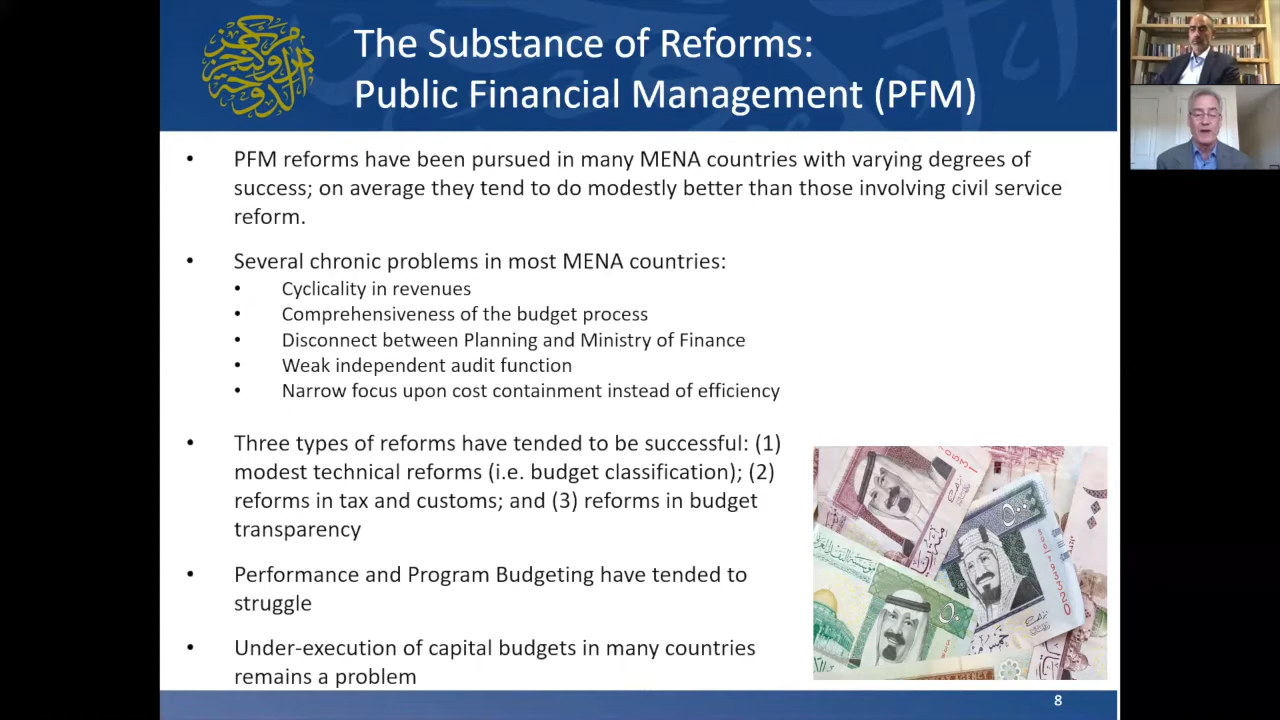 The Substance of Reforms:
Public Financial Management (PFM)
• PFM reforms have been pursued in many MENA countries with varying degrees of
success; on average they tend to do modestly better than those involving civil service
reform.
• Several chronic problems in most MENA countries:
• Cyclicality in revenues
• Comprehensiveness of the budget process
• Disconnect between Planning and Ministry of Finance
• Weak independent audit function
• Narrow focus upon cost containment instead of efficiency
• Three types of reforms have tended to be successful: (1)
modest technical reforms (i.e. budget classification); (2)
reforms in tax and customs; and (3) reforms in budget
transparency
• Performance and Program Budgeting have tended to
struggle
• Under-execution of capital budgets in many countries
remains a problem
٥٠٠
٥٠
8